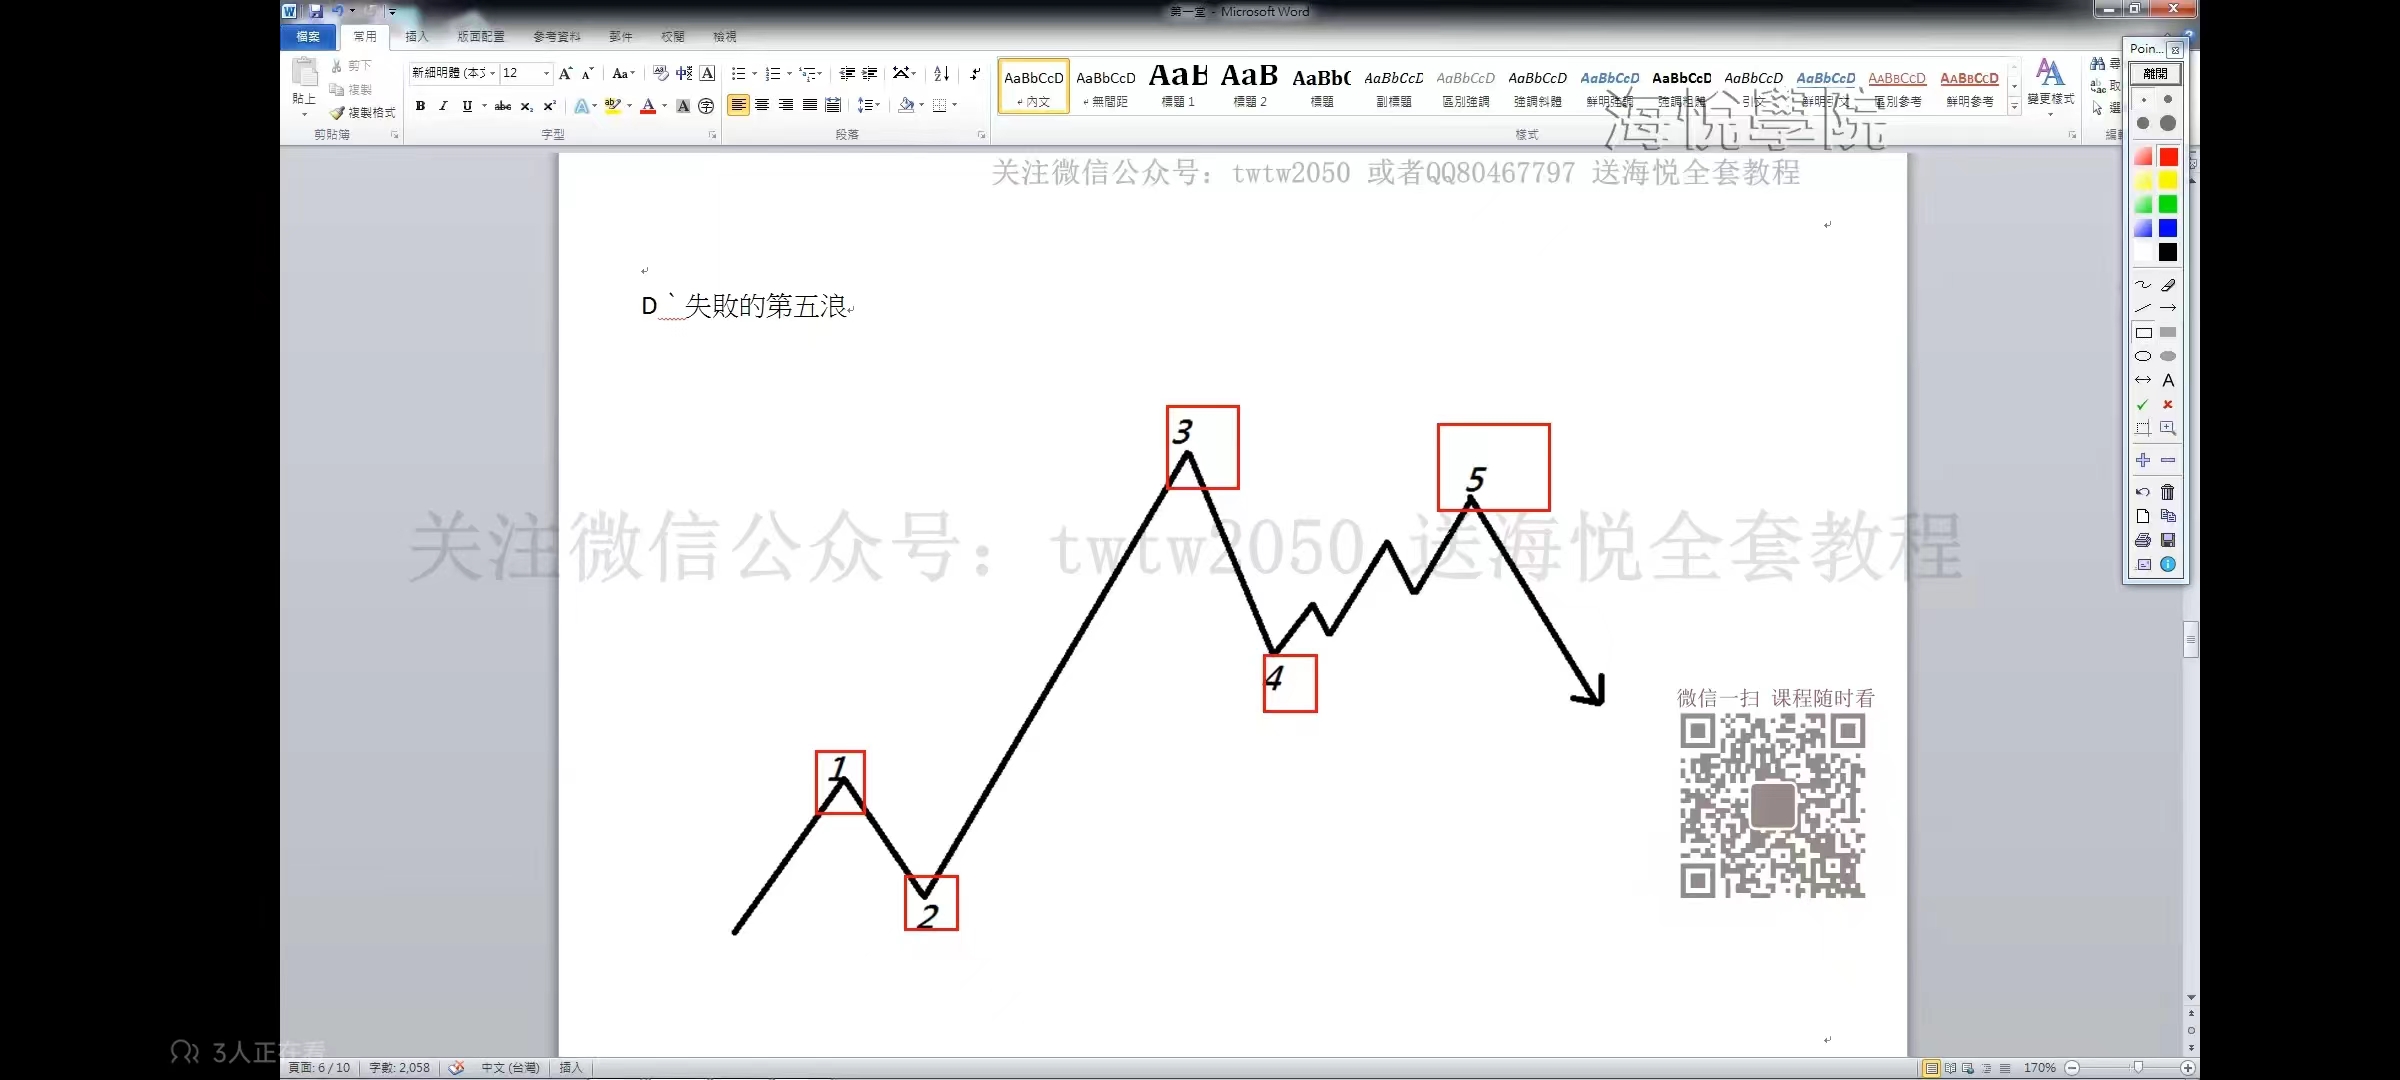 第一堂 - Microsoft Word
檔案 常用 插入 版面配置 參考資料 郵件 校閱 檢視
貼上 剪下 複製 複製格式 剪貼簿
新細明體 (本文 12
字型
段落
AaBbCcD AaBbCcD AaB AaB AaBbC AaBbCcD AaBbCcD AaBbCcD AaBbCcD AaBbCcD AaBbCcD AaBbCcD AABBCCD AABBCCD
內文 無間距 標題 1 標題 2 標題 副標題 區別強調 強調斜體 鮮明強調 強調粗體 引文 鮮明引文 區別參考 鮮明參考
樣式
變更樣式
Poin...
離開
海悅學院
关注微信公众号：twtw2050 或者QQ80467797 送海悦全套教程
D ˋ失敗的第五浪
3
5
关注微信公众号：twtw2050 送海悦全套教程
4
1
2
微信一扫 课程随时看
3人正在看
頁面: 6 / 10 字數: 2,058 中文 (台灣) 插入 170%